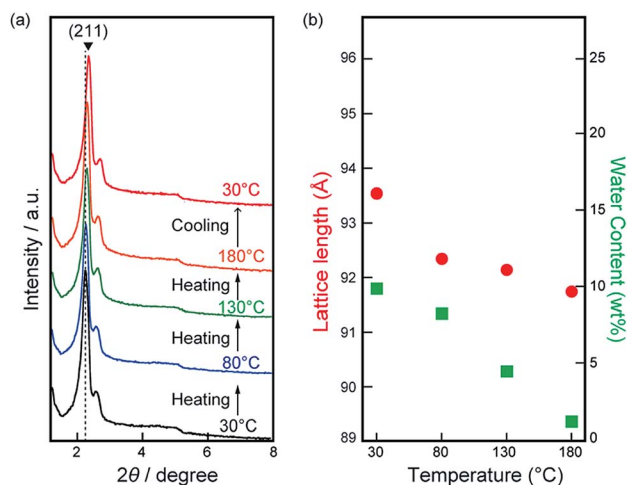 (a)
(211)
Intensity / a.u.
30°C
Cooling
180°C
Heating
130°C
Heating
80°C
Heating
30°C
2 4 6 8
2θ / degree
(b)
96
95
94
93
92
91
90
89
Lattice length (Å)
25
20
15
10
5
0
Water Content (wt%)
30 80 130 180
Temperature (°C)